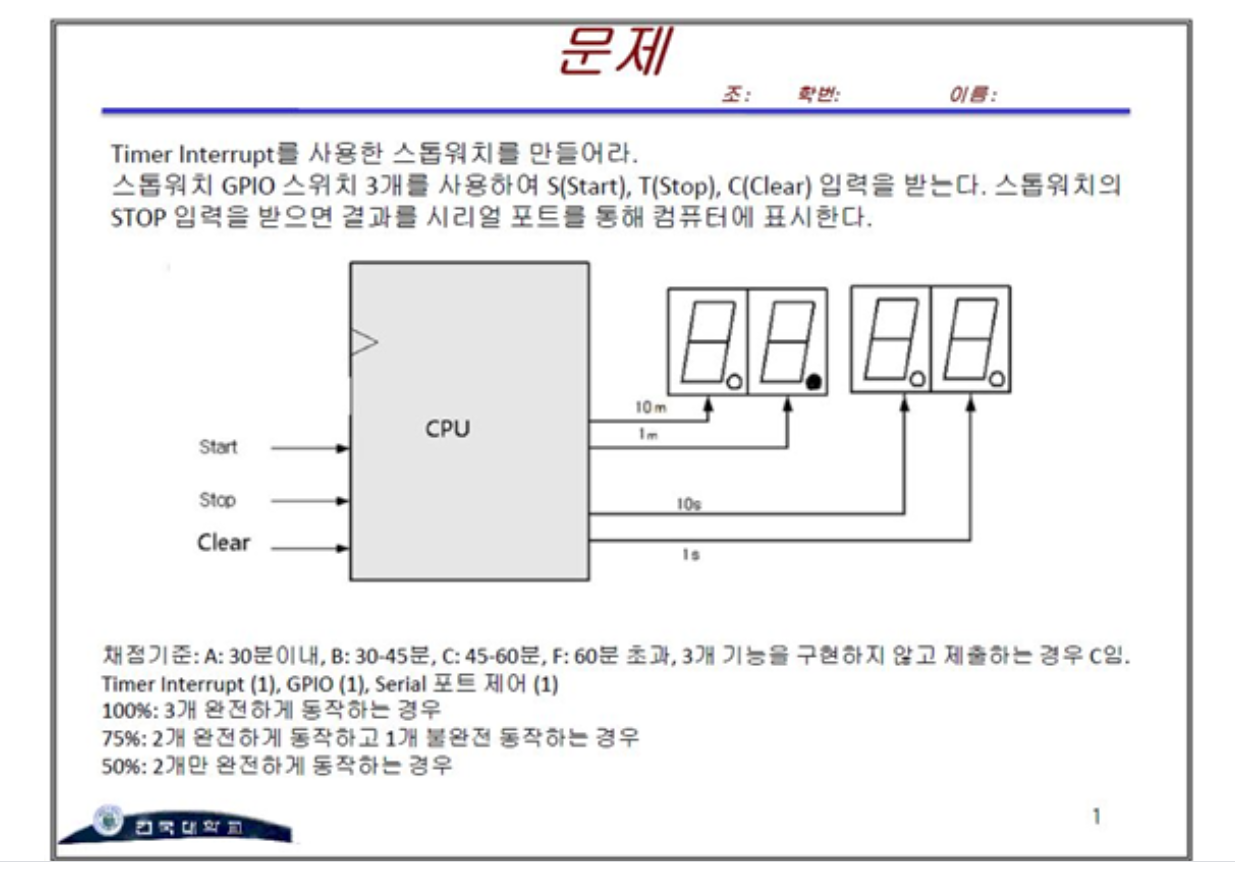 문제
조: 학번: 이름:
Timer Interrupt를 사용한 스톱워치를 만들어라.
스톱워치 GPIO 스위치 3개를 사용하여 S(Start), T(Stop), C(Clear) 입력을 받는다. 스톱워치의
STOP 입력을 받으면 결과를 시리얼 포트를 통해 컴퓨터에 표시한다.
10m
1m
CPU
Start
Stop
10s
Clear
1s
채점기준: A: 30분이내, B: 30-45분, C: 45-60분, F: 60분 초과, 3개 기능을 구현하지 않고 제출하는 경우 C임.
Timer Interrupt (1), GPIO (1), Serial 포트 제어 (1)
100%: 3개 완전하게 동작하는 경우
75%: 2개 완전하게 동작하고 1개 불완전 동작하는 경우
50%: 2개만 완전하게 동작하는 경우
1